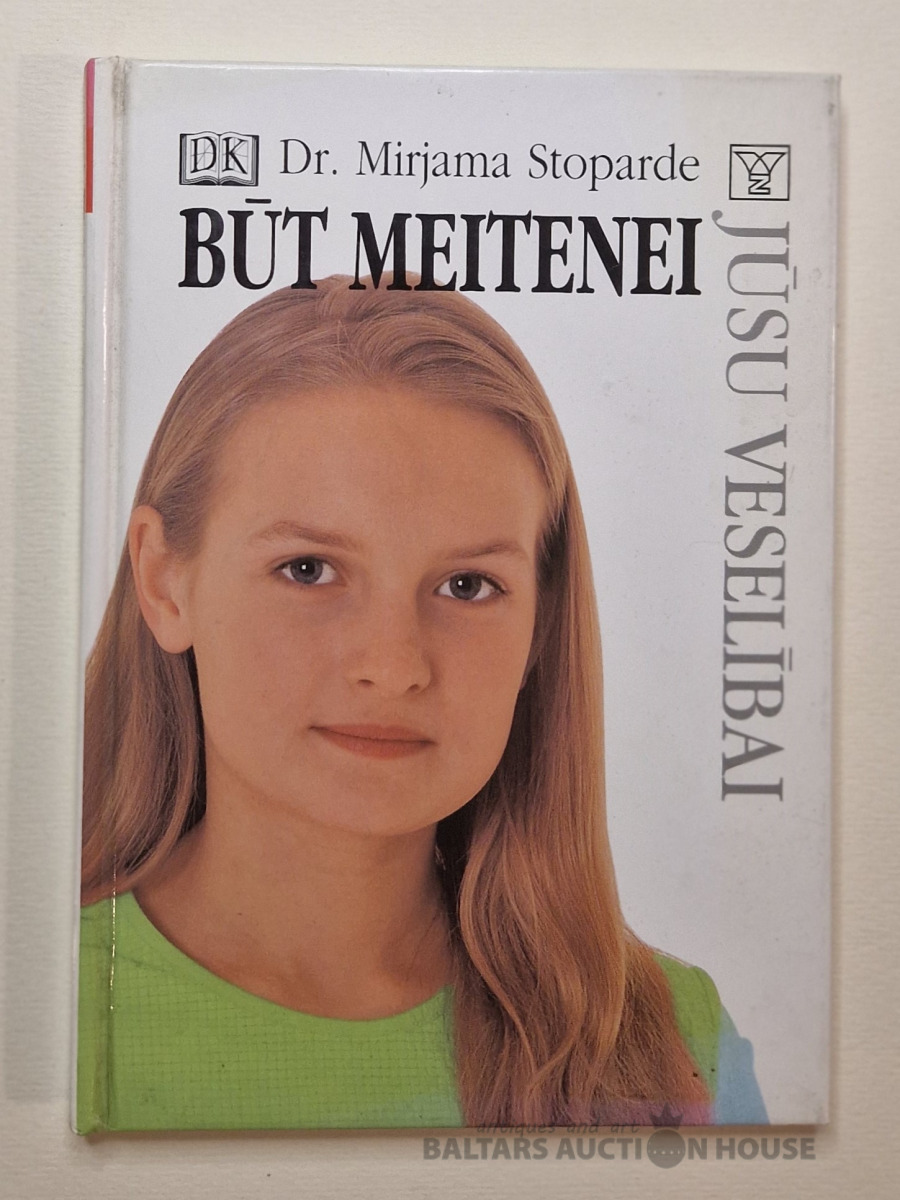 DK
Dr. Mirjama Stoparde
BŪT MEITENEI
JŪSU VESELĪBAI
antiques and art
BALTARS AUCTION HOUSE